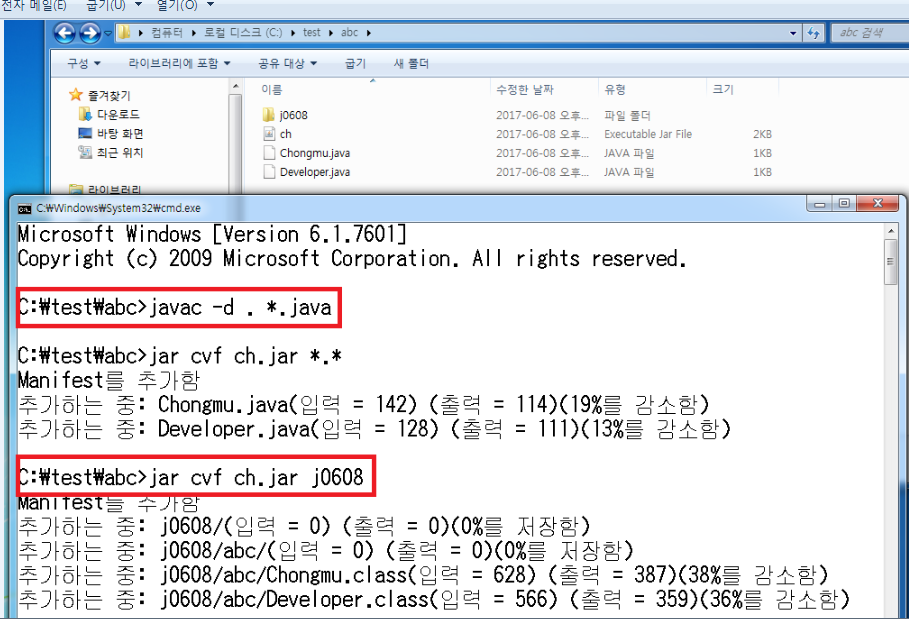 전자 메일(E) 굽기(U) 열기(O)
컴퓨터 로컬 디스크 (C:) test abc abc 검색
구성 라이브러리에 포함 공유 대상 굽기 새 폴더
즐겨찾기
다운로드
바탕 화면
최근 위치
라이브러리
이름 수정한 날짜 유형 크기
j0608 2017-06-08 오후... 파일 폴더
ch 2017-06-08 오후... Executable Jar File 2KB
Chongmu.java 2017-06-08 오후... JAVA 파일 1KB
Developer.java 2017-06-08 오후... JAVA 파일 1KB
C:₩Windows₩System32₩cmd.exe
Microsoft Windows [Version 6.1.7601]
Copyright (c) 2009 Microsoft Corporation. All rights reserved.
C:₩test₩abc>javac -d . *.java
C:₩test₩abc>jar cvf ch.jar *.*
Manifest를 추가함
추가하는 중: Chongmu.java(입력 = 142) (출력 = 114)(19%를 감소함)
추가하는 중: Developer.java(입력 = 128) (출력 = 111)(13%를 감소함)
C:₩test₩abc>jar cvf ch.jar j0608
Manifest를 추가함
추가하는 중: j0608/(입력 = 0) (출력 = 0)(0%를 저장함)
추가하는 중: j0608/abc/(입력 = 0) (출력 = 0)(0%를 저장함)
추가하는 중: j0608/abc/Chongmu.class(입력 = 628) (출력 = 387)(38%를 감소함)
추가하는 중: j0608/abc/Developer.class(입력 = 566) (출력 = 359)(36%를 감소함)